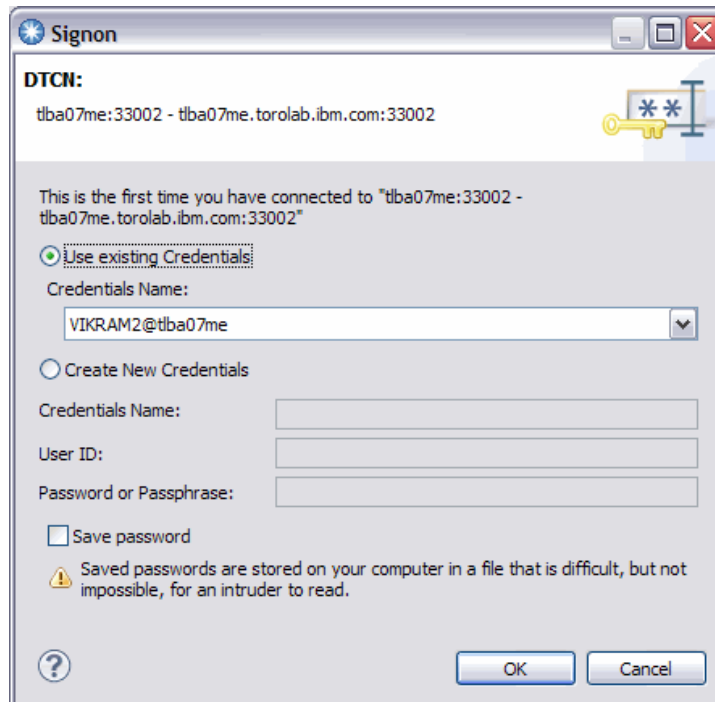 Signon
DTCN:
tlba07me:33002 - tlba07me.torolab.ibm.com:33002
**
This is the first time you have connected to "tlba07me:33002 -
tlba07me.torolab.ibm.com:33002"
Use existing Credentials
Credentials Name:
VIKRAM2@tlba07me
Create New Credentials
Credentials Name:
User ID:
Password or Passphrase:
Save password
Saved passwords are stored on your computer in a file that is difficult, but not
impossible, for an intruder to read.
?
OK Cancel